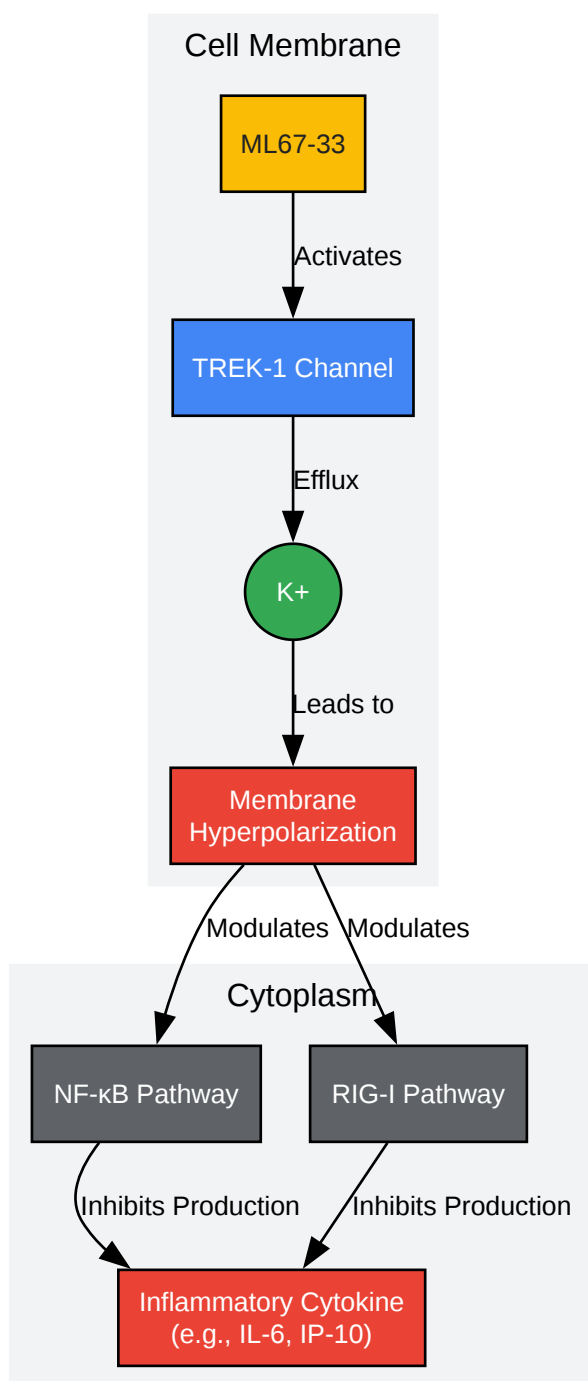 Cell Membrane
ML67-33
Activates
TREK-1 Channel
Efflux
K+
Leads to
Membrane
Hyperpolarization
Modulates
Modulates
Cytoplasm
NF-κB Pathway
RIG-I Pathway
Inhibits Production
Inhibits Production
Inflammatory Cytokine
(e.g., IL-6, IP-10)